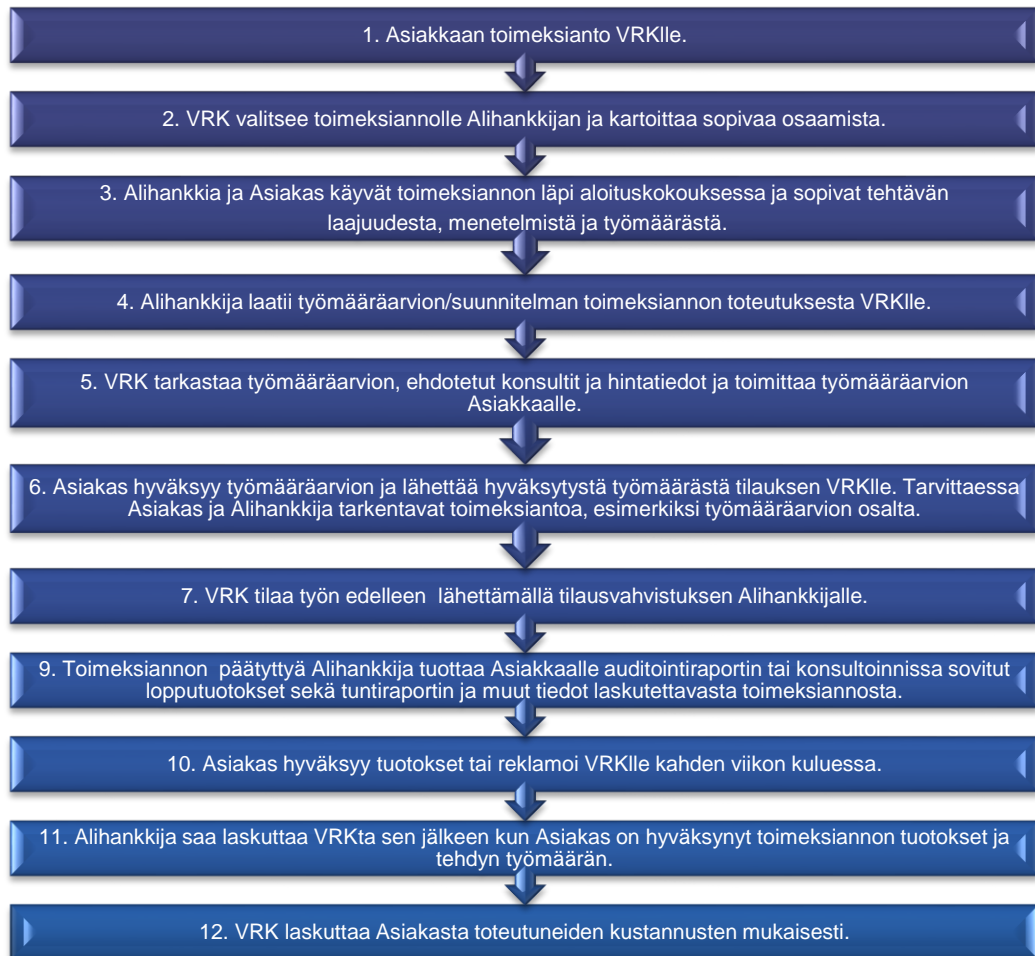 1. Asiakkaan toimeksianto VRKlle.
2. VRK valitsee toimeksiannolle Alihankkijan ja kartoittaa sopivaa osaamista.
3. Alihankkia ja Asiakas käyvät toimeksiannon läpi aloituskokouksessa ja sopivat tehtävän
laajuudesta, menetelmistä ja työmäärästä.
4. Alihankkija laatii työmääräarvion/suunnitelman toimeksiannon toteutuksesta VRKlle.
5. VRK tarkastaa työmääräarvion, ehdotetut konsultit ja hintatiedot ja toimittaa työmääräarvion
Asiakkaalle.
6. Asiakas hyväksyy työmääräarvion ja lähettää hyväksytystä työmäärästä tilauksen VRKlle. Tarvittaessa
Asiakas ja Alihankkija tarkentavat toimeksiantoa, esimerkiksi työmääräarvion osalta.
7. VRK tilaa työn edelleen lähettämällä tilausvahvistuksen Alihankkijalle.
9. Toimeksiannon päätyttyä Alihankkija tuottaa Asiakkaalle auditointiraportin tai konsultoinnissa sovitut
lopputuotokset sekä tuntiraportin ja muut tiedot laskutettavasta toimeksiannosta.
10. Asiakas hyväksyy tuotokset tai reklamoi VRKlle kahden viikon kuluessa.
11. Alihankkija saa laskuttaa VRKta sen jälkeen kun Asiakas on hyväksynyt toimeksiannon tuotokset ja
tehdyn työmäärän.
12. VRK laskuttaa Asiakasta toteutuneiden kustannusten mukaisesti.